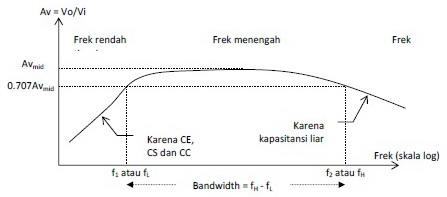 Av = Vo/Vi
Frek rendah
Frek menengah
Frek
Avmid
0.707Avmid
Karena CE,
CS dan CC
Karena
kapasitansi liar
Frek (skala log)
f1 atau fL
f2 atau fH
Bandwidth = fH - fL